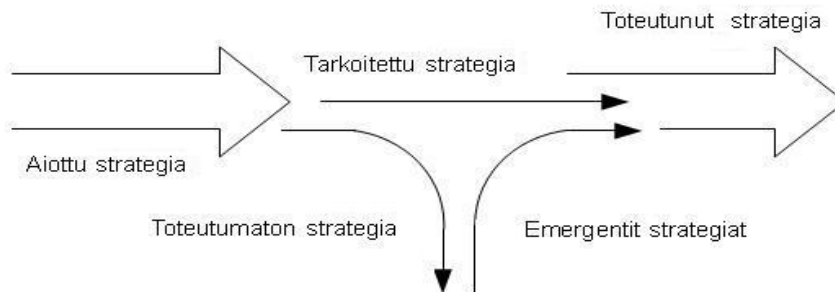 Toteutunut strategia
Tarkoitettu strategia
Aiottu strategia
Toteutumaton strategia
Emergentit strategiat